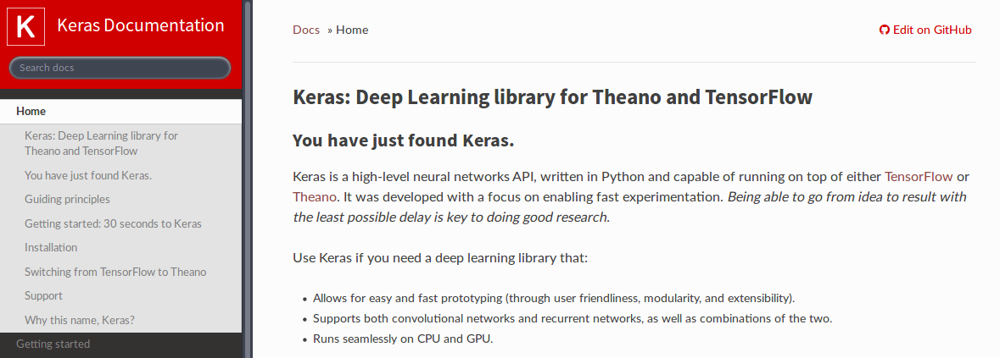 K
Keras Documentation
Search docs
Home
Keras: Deep Learning library for
Theano and TensorFlow
You have just found Keras.
Guiding principles
Getting started: 30 seconds to Keras
Installation
Switching from TensorFlow to Theano
Support
Why this name, Keras?
Getting started
Docs » Home
Edit on GitHub
Keras: Deep Learning library for Theano and TensorFlow
You have just found Keras.
Keras is a high-level neural networks API, written in Python and capable of running on top of either TensorFlow or
Theano. It was developed with a focus on enabling fast experimentation. Being able to go from idea to result with
the least possible delay is key to doing good research.
Use Keras if you need a deep learning library that:
• Allows for easy and fast prototyping (through user friendliness, modularity, and extensibility).
• Supports both convolutional networks and recurrent networks, as well as combinations of the two.
• Runs seamlessly on CPU and GPU.